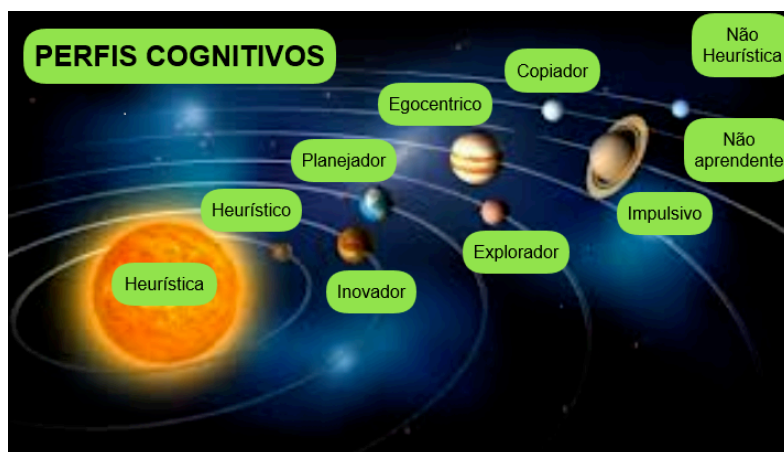 PERFIS COGNITIVOS
Não
Heurística
Copiador
Egocentrico
Não
aprendente
Planejador
Heurístico
Impulsivo
Explorador
Heurística
Inovador